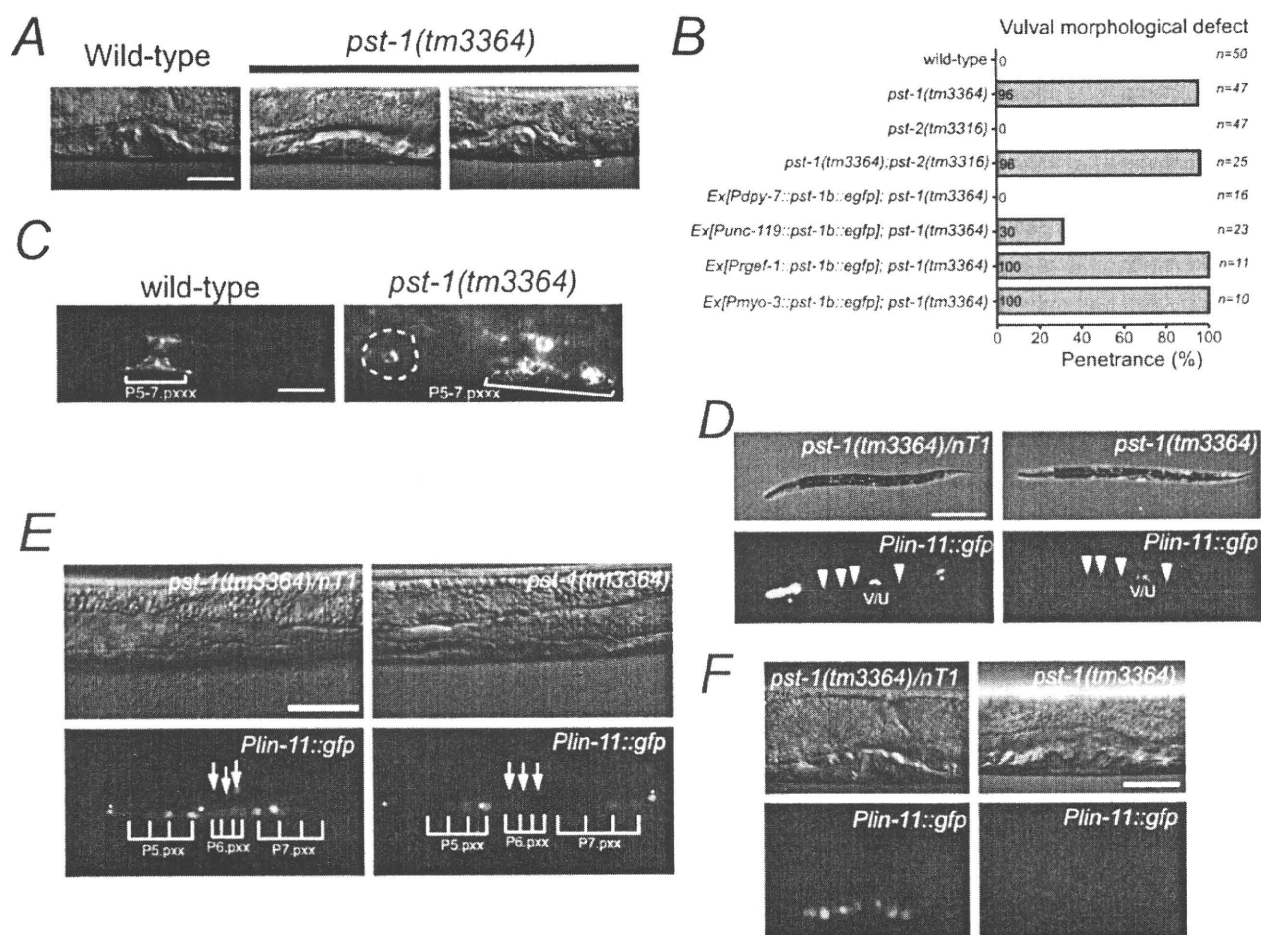 A
Wild-type
pst-1(tm3364)
B
Vulval morphological defect
wild-type
0
n=50
pst-1(tm3364)
96
n=47
pst-2(tm3316)
0
n=47
pst-1(tm3364);pst-2(tm3316)
96
n=25
Ex[Pdpy-7::pst-1b::egfp]; pst-1(tm3364)
0
n=16
Ex[Punc-119::pst-1b::egfp]; pst-1(tm3364)
30
n=23
Ex[Prgef-1::pst-1b::egfp]; pst-1(tm3364)
100
n=11
Ex[Pmyo-3::pst-1b::egfp]; pst-1(tm3364)
100
n=10
0 20 40 60 80 100
Penetrance (%)
C
wild-type
pst-1(tm3364)
P5-7.pxxx
P5-7.pxxx
D
pst-1(tm3364)/nT1
pst-1(tm3364)
Plin-11::gfp
Plin-11::gfp
V/U
V/U
E
pst-1(tm3364)/nT1
pst-1(tm3364)
Plin-11::gfp
Plin-11::gfp
P5.pxx P6.pxx P7.pxx
P5.pxx P6.pxx P7.pxx
F
pst-1(tm3364)/nT1
pst-1(tm3364)
Plin-11::gfp
Plin-11::gfp